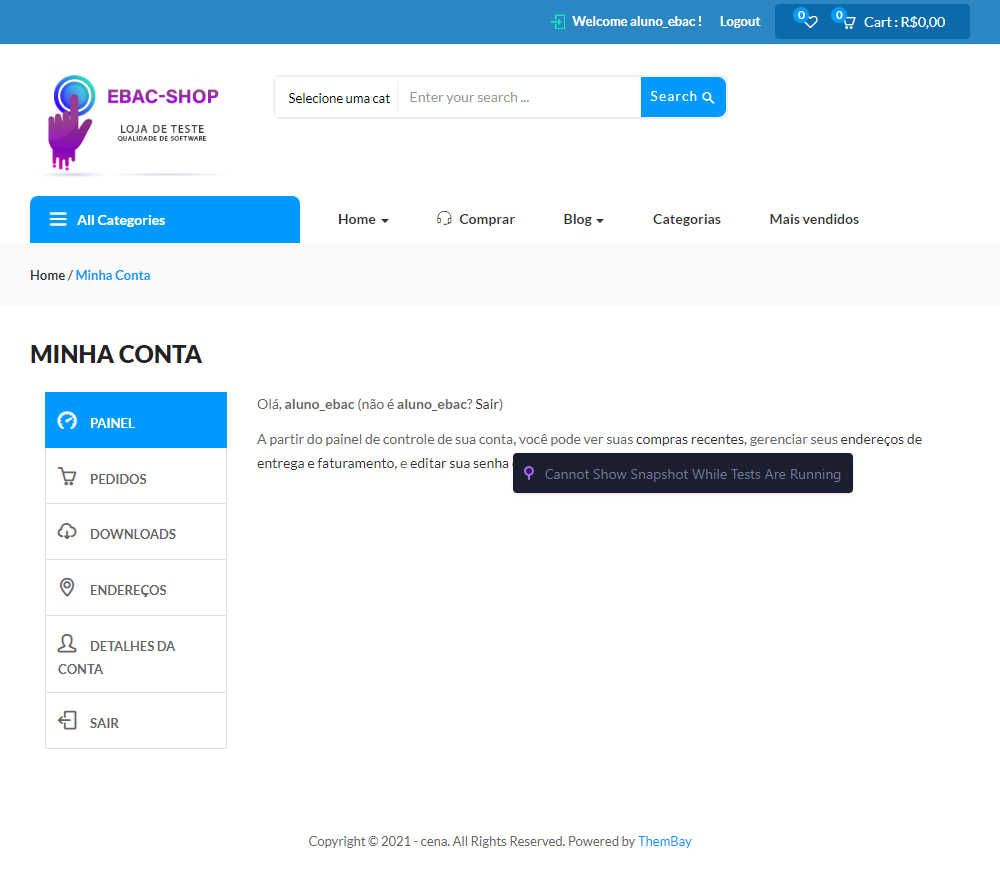 Welcome aluno_ebac ! Logout 0 0 Cart : R$0,00
EBAC-SHOP
LOJA DE TESTE
QUALIDADE DE SOFTWARE
Selecione uma cat Enter your search ... Search
All Categories Home Comprar Blog Categorias Mais vendidos
Home / Minha Conta
MINHA CONTA
PAINEL
PEDIDOS
DOWNLOADS
ENDEREÇOS
DETALHES DA
CONTA
SAIR
Olá, aluno_ebac (não é aluno_ebac? Sair)
A partir do painel de controle de sua conta, você pode ver suas compras recentes, gerenciar seus endereços de
entrega e faturamento, e editar sua senha
Cannot Show Snapshot While Tests Are Running
Copyright © 2021 - cena. All Rights Reserved. Powered by ThemBay